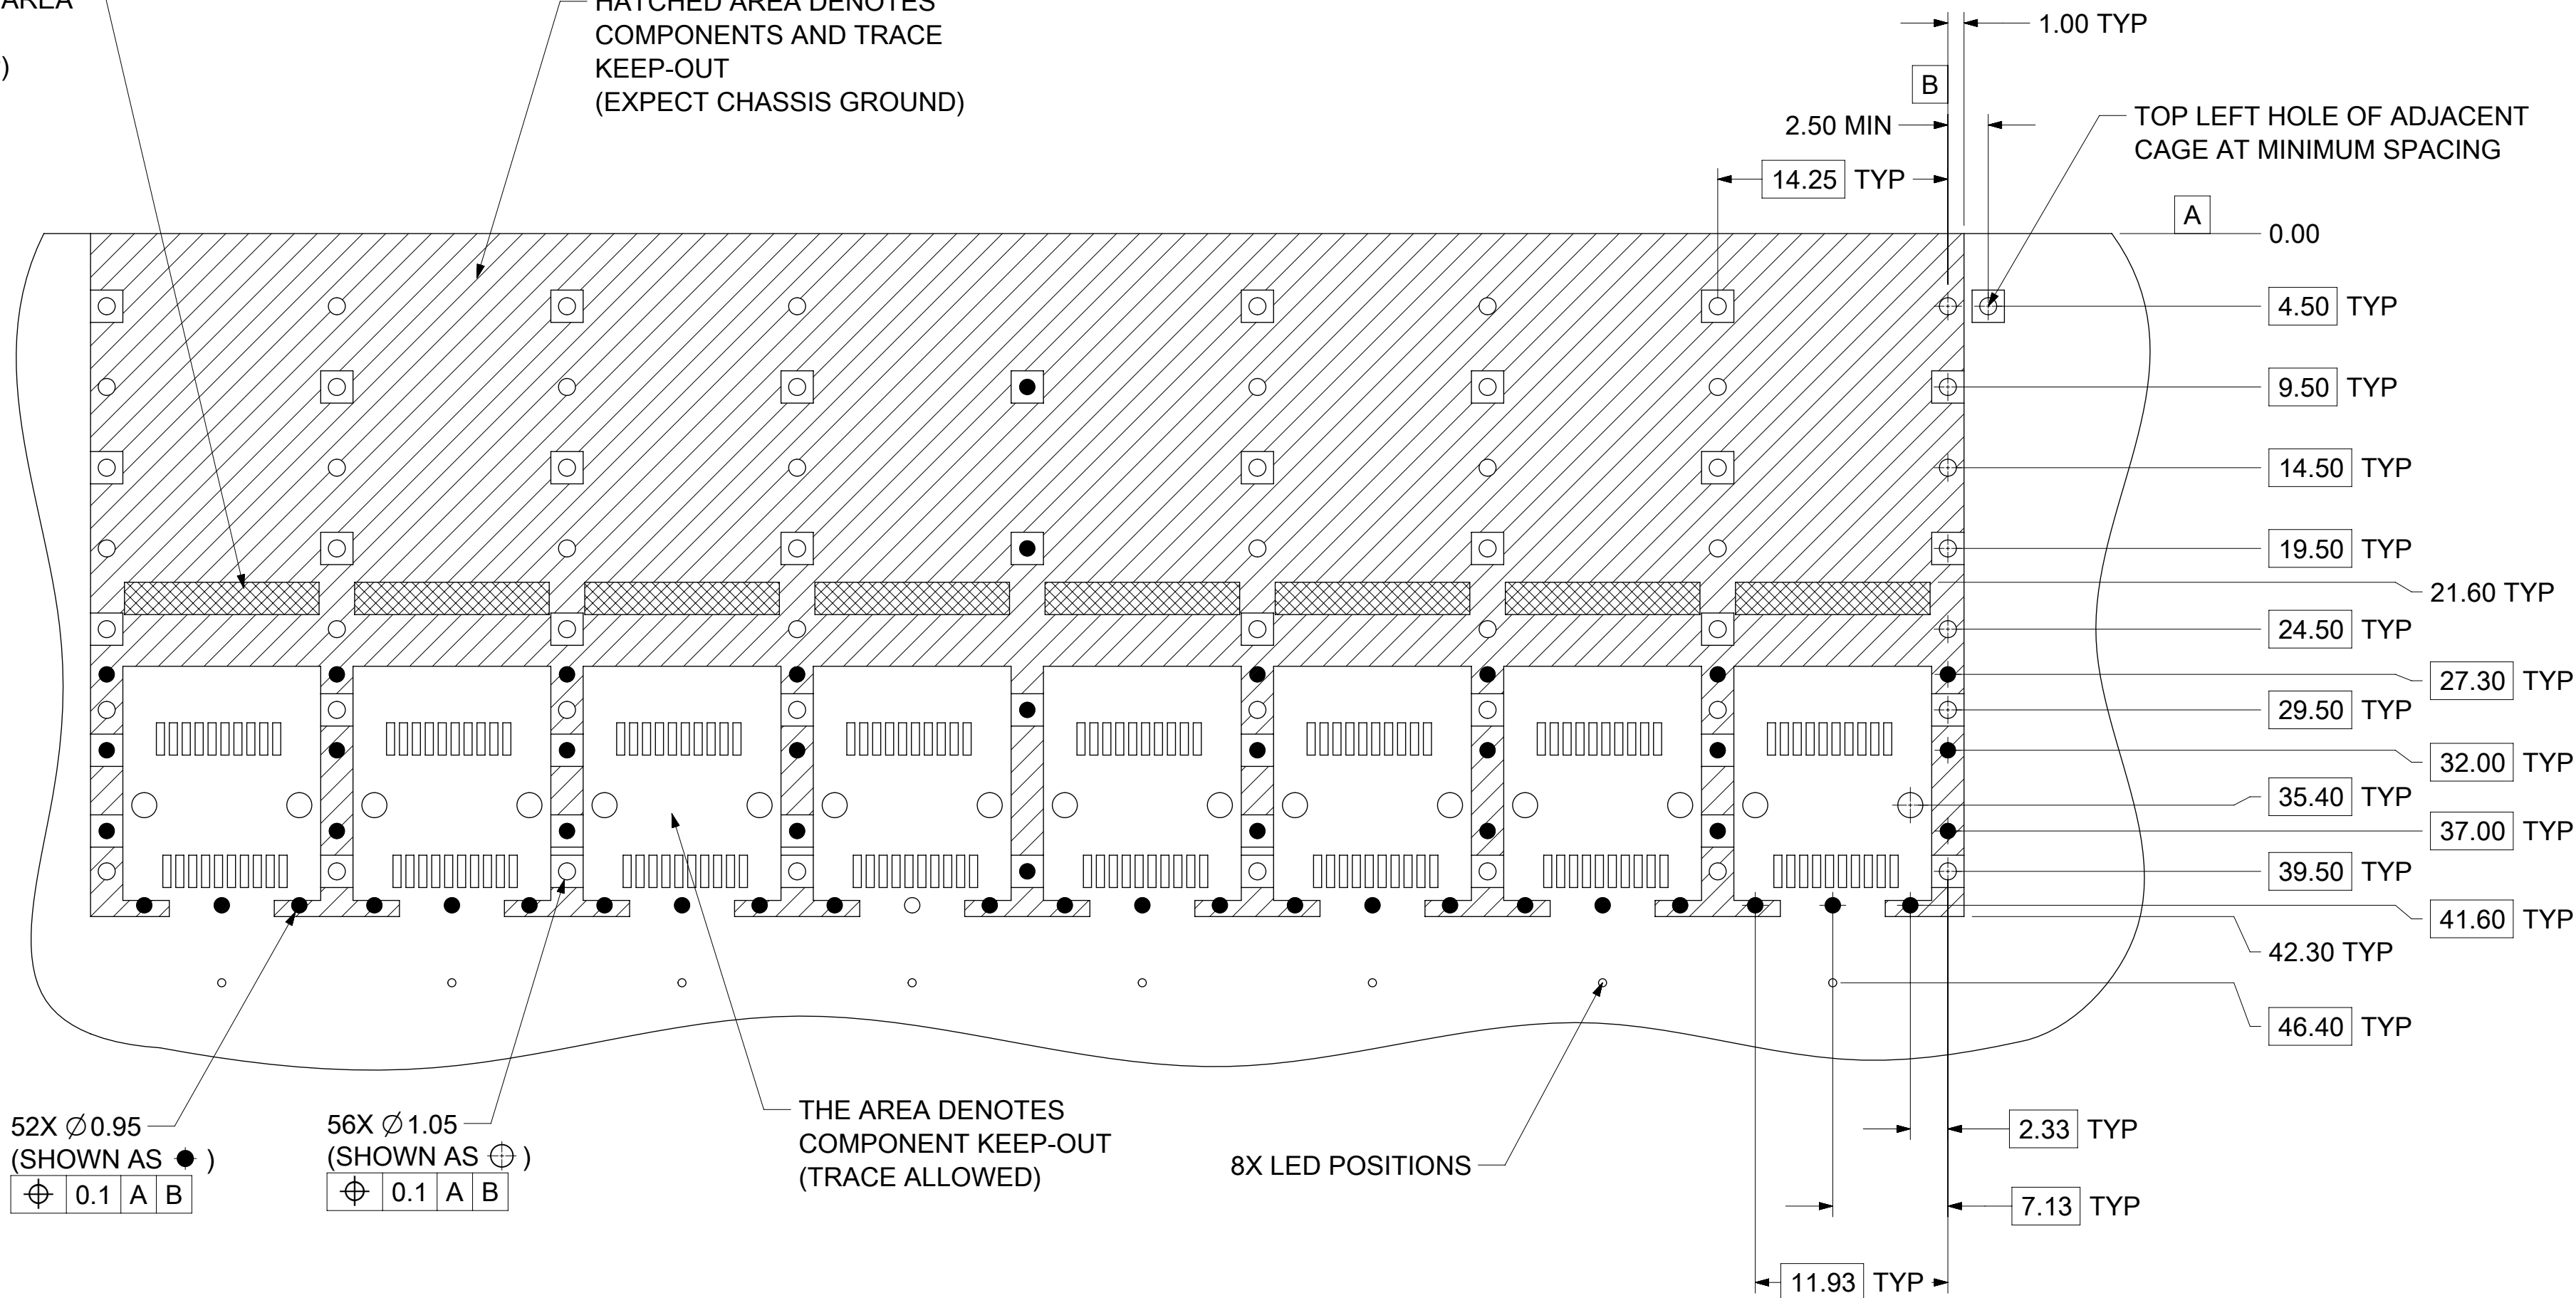 AREA
)
HATCHED AREA DENOTES
COMPONENTS AND TRACE
KEEP-OUT
(EXPECT CHASSIS GROUND)
1.00 TYP
B
2.50 MIN
14.25 TYP
TOP LEFT HOLE OF ADJACENT
CAGE AT MINIMUM SPACING
A
0.00
4.50 TYP
9.50 TYP
14.50 TYP
19.50 TYP
21.60 TYP
24.50 TYP
27.30 TYP
29.50 TYP
32.00 TYP
35.40 TYP
37.00 TYP
39.50 TYP
41.60 TYP
42.30 TYP
46.40 TYP
52X ∅0.95
(SHOWN AS ● )
⌖ 0.1 A B
56X ∅1.05
(SHOWN AS ⌖ )
⌖ 0.1 A B
THE AREA DENOTES
COMPONENT KEEP-OUT
(TRACE ALLOWED)
8X LED POSITIONS
2.33 TYP
7.13 TYP
11.93 TYP